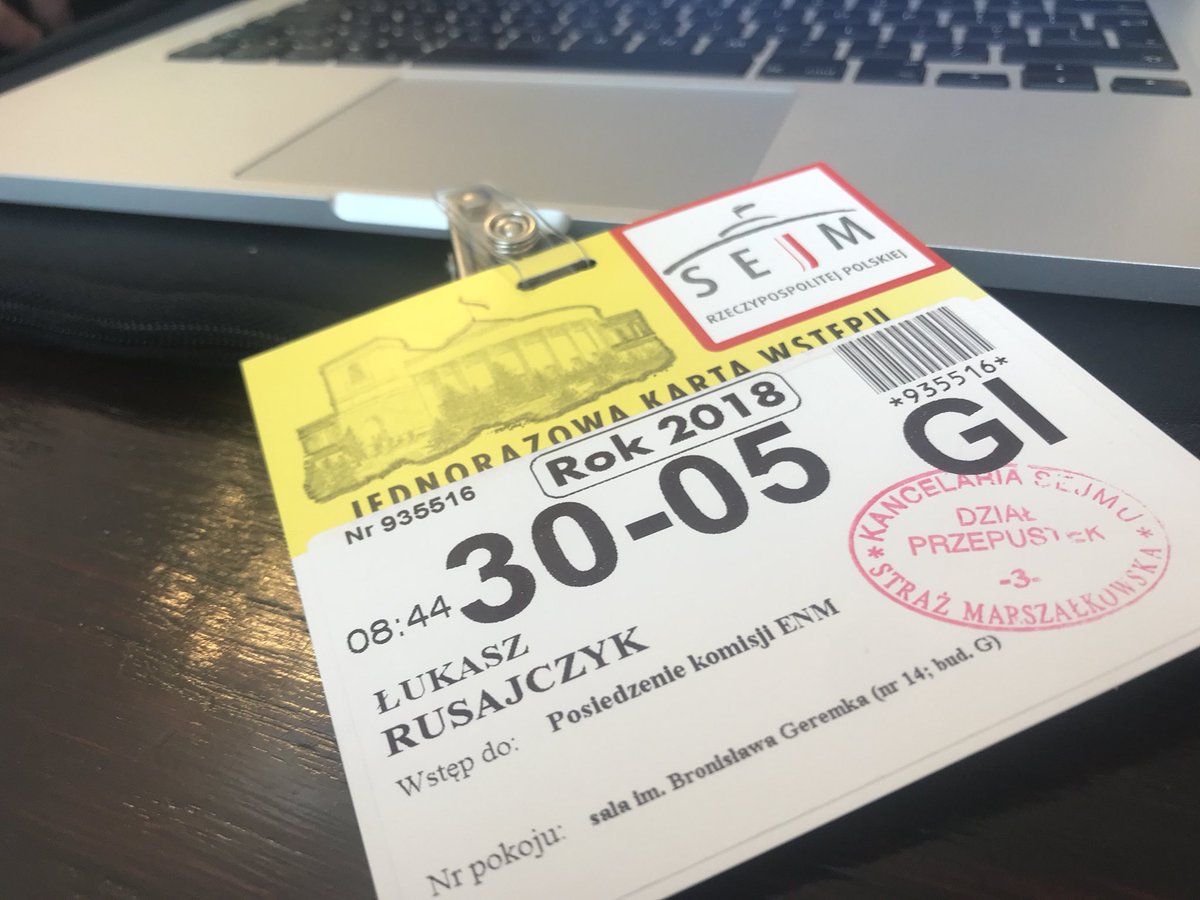 SEJM
RZECZYPOSPOLITEJ POLSKIEJ
JEDNORAZOWA KARTA WSTĘPU
*935516*
Rok 2018
Nr 935516
30-05
GI
08:44
ŁUKASZ
RUSAJCZYK
Wstęp do: Posiedzenie komisji ENM
Nr pokoju: sala im. Bronisława Geremka (nr 14; bud. G)
* KANCELARIA SEJMU *
DZIAŁ
PRZEPUSTEK
-3-
STRAŻ MARSZAŁKOWSKA